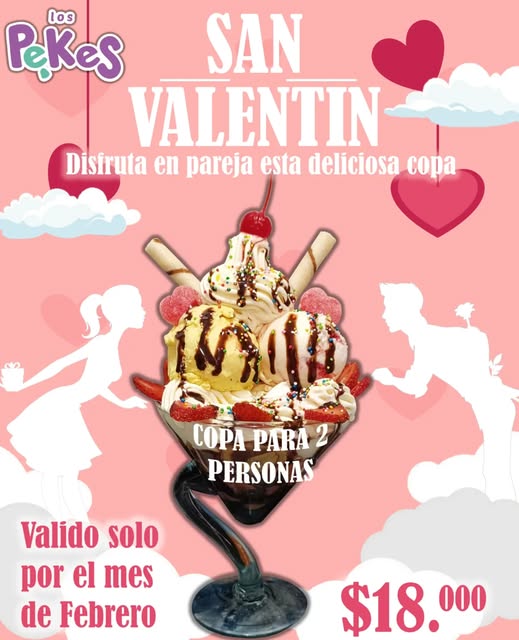 los
PeKeS
SAN
VALENTIN
Disfruta en pareja esta deliciosa copa
COPA PARA 2
PERSONAS
Valido solo
por el mes
de Febrero
$18.000